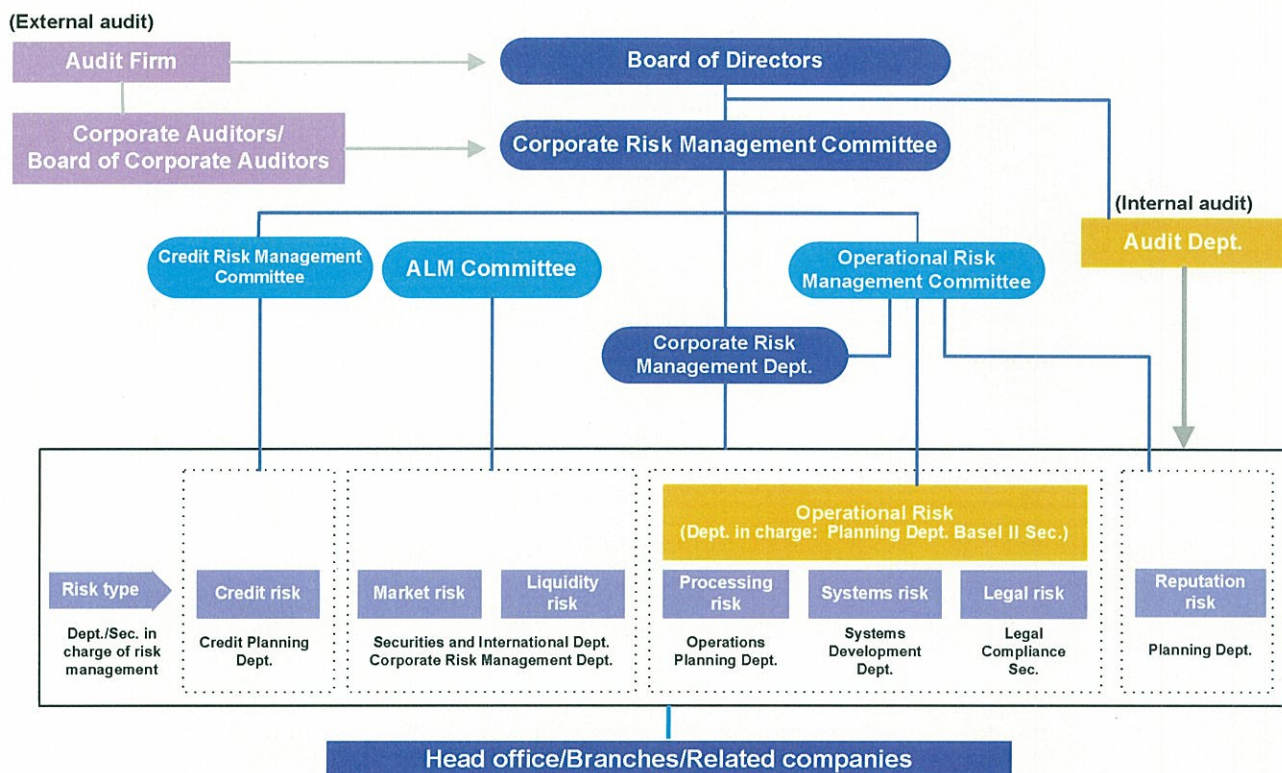 (External audit)
Audit Firm
Board of Directors
Corporate Auditors/
Board of Corporate Auditors
Corporate Risk Management Committee
(Internal audit)
Audit Dept.
Credit Risk Management
Committee
ALM Committee
Operational Risk
Management Committee
Corporate Risk
Management Dept.
Operational Risk
(Dept. in charge: Planning Dept. Basel II Sec.)
Risk type
Credit risk
Market risk
Liquidity
risk
Processing
risk
Systems risk
Legal risk
Reputation
risk
Dept./Sec. in
charge of risk
management
Credit Planning
Dept.
Securities and International Dept.
Corporate Risk Management Dept.
Operations
Planning Dept.
Systems
Development
Dept.
Legal
Compliance
Sec.
Planning Dept.
Head office/Branches/Related companies